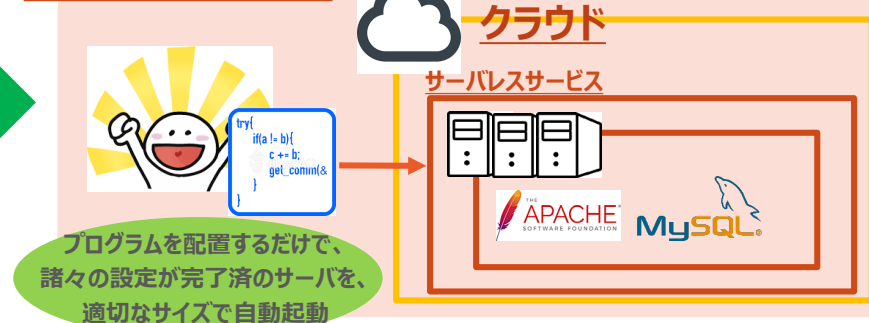 クラウド
サーバレスサービス
try{
if(a != b){
c += b;
get_comm(&
}
}
THE
APACHE®
SOFTWARE FOUNDATION
MySQL®
プログラムを配置するだけで、
諸々の設定が完了済のサーバを、
適切なサイズで自動起動